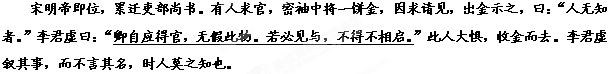 宋明帝即位，累迁吏部尚书。有人求官，密袖中将一饼金，因求请见，出金示之，曰：“人无知
者。”李君虚曰：“卿自应得官，无假此物。若必见与，不得不相启。”此人大惧，收金而去。李君虚
叙其事，而不言其名，时人莫之知也。